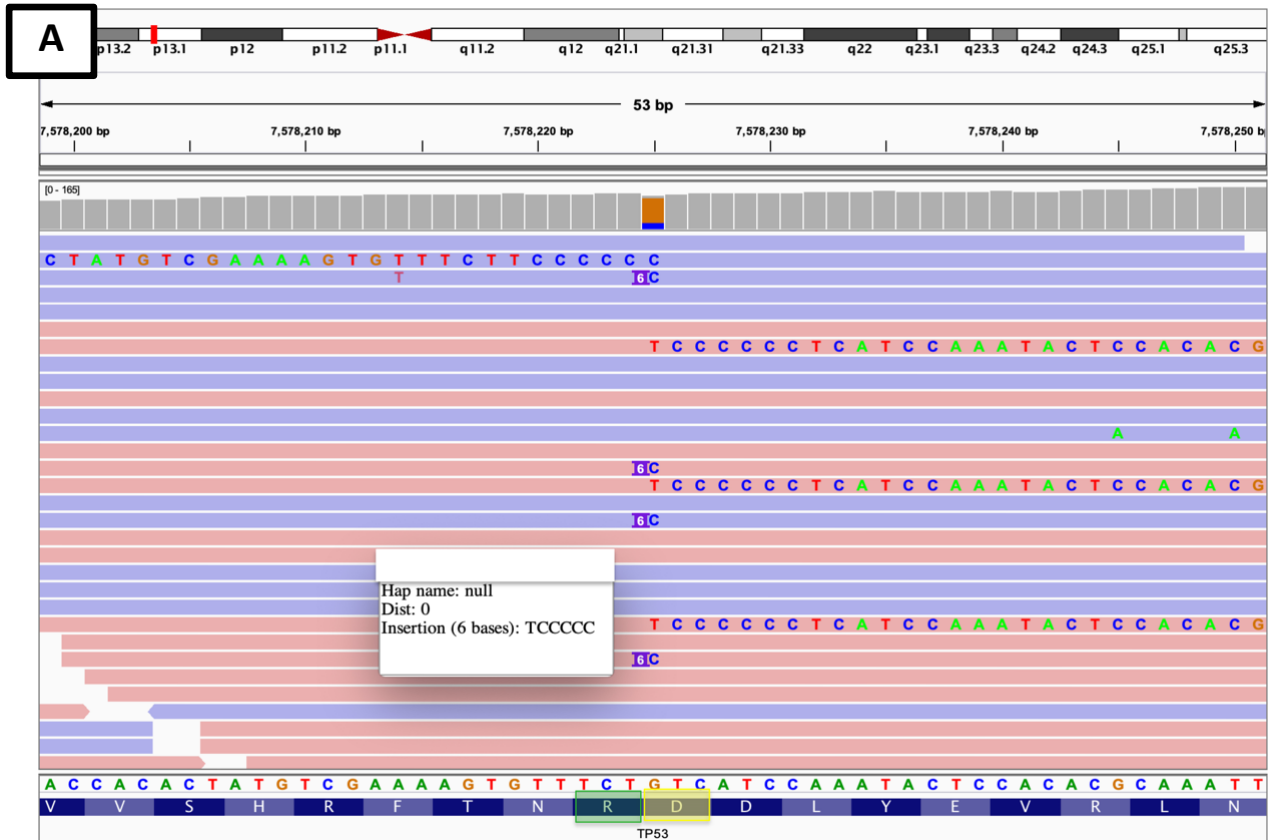 A
p13.2 p13.1 p12 p11.2 p11.1 q11.2 q12 q21.1 q21.31 q21.33 q22 q23.1 q23.3 q24.2 q24.3 q25.1 q25.3
53 bp
7,578,200 bp 7,578,210 bp 7,578,220 bp 7,578,230 bp 7,578,240 bp 7,578,250 b
[0 - 165]
C T A T G T C G A A A A G T G T T T C T T C C C C C C
T 6 C
T C C C C C C T C A T C C A A A T A C T C C A C A C G
A A
6 C
T C C C C C C T C A T C C A A A T A C T C C A C A C G
6 C
Hap name: null
Dist: 0
Insertion (6 bases): TCCCCC
T C C C C C C T C A T C C A A A T A C T C C A C A C G
6 C
A C C A C A C T A T G T C G A A A A G T G T T T C T G T C A T C C A A A T A C T C C A C A C G C A A A T T
V V S H R F T N R D D L Y E V R L N
TP53